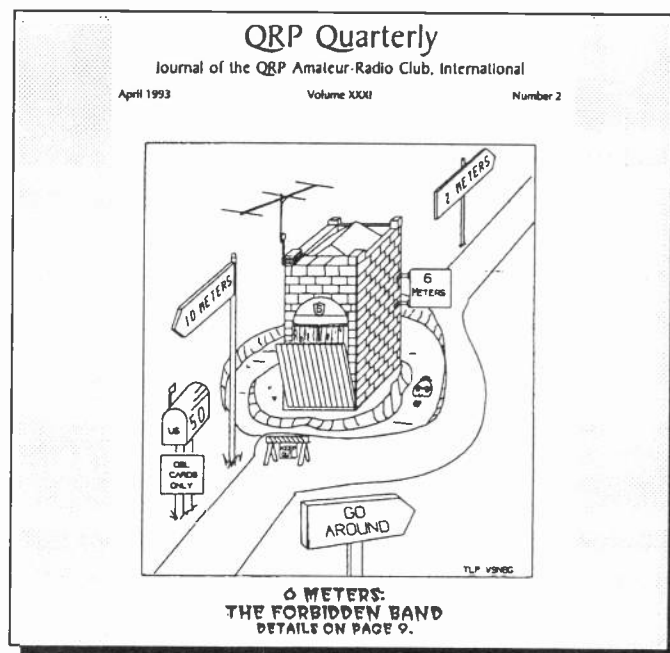 QRP Quarterly
Journal of the QRP Amateur-Radio Club, International
April 1993 Volume XXXI Number 2
2 METERS
6
METERS
10 METERS
6
US 50
QSL
CARDS
ONLY
GO
AROUND
TLP
6 METERS:
THE FORBIDDEN BAND
DETAILS ON PAGE 9.